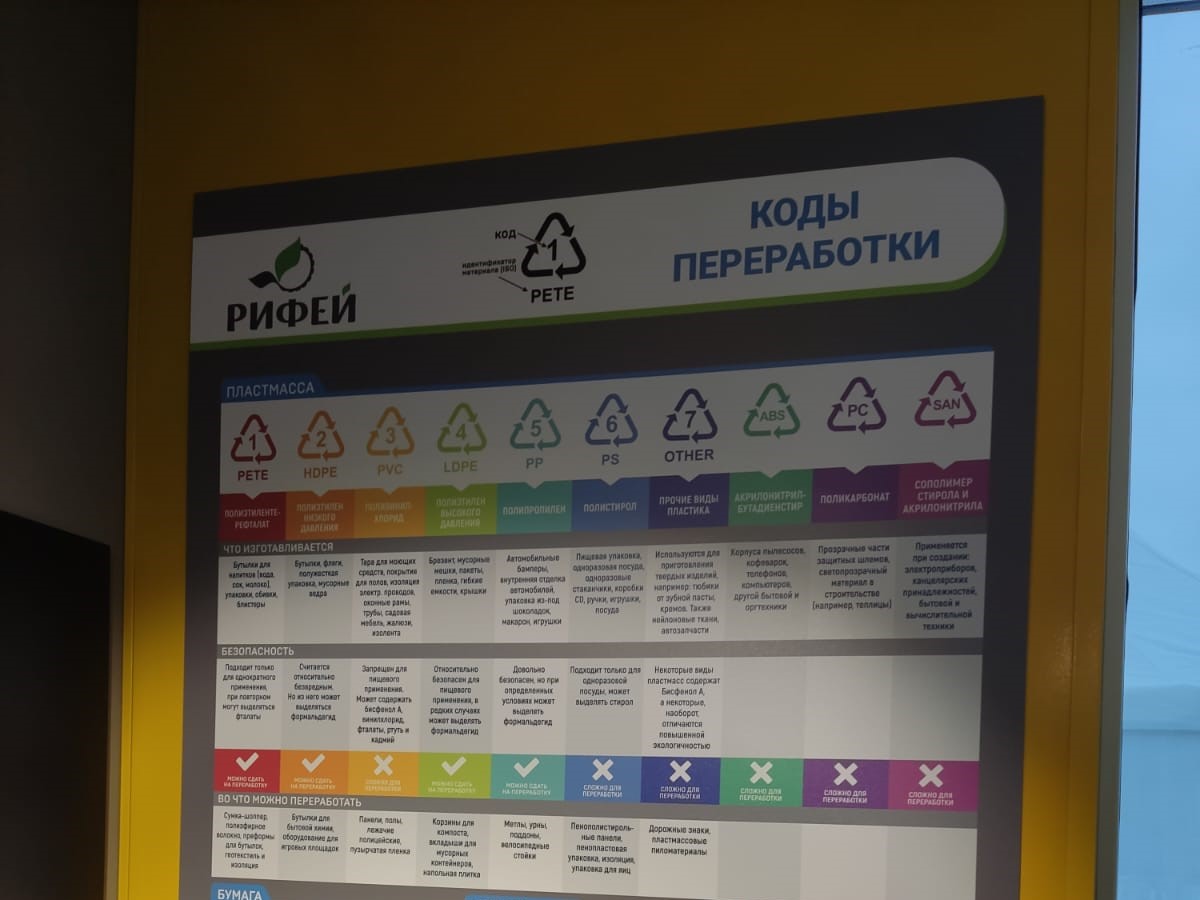 КОДЫ
ПЕРЕРАБОТКИ
код
идентификатор
материала (ISO)
1
PETE
РИФЕЙ
ПЛАСТМАССА
1 2 3 4 5 6 7 ABS PC SAN
PETE HDPE PVC LDPE PP PS OTHER
ПОЛИЭТИЛЕНТЕ-
РЕФТАЛАТ
ПОЛИЭТИЛЕН
НИЗКОГО
ДАВЛЕНИЯ
ПОЛИВИНИЛ-
ХЛОРИД
ПОЛИЭТИЛЕН
ВЫСОКОГО
ДАВЛЕНИЯ
ПОЛИПРОПИЛЕН
ПОЛИСТИРОЛ
ПРОЧИЕ ВИДЫ
ПЛАСТИКА
АКРИЛОНИТРИЛ-
БУТАДИЕНСТИР
ПОЛИКАРБОНАТ
СОПОЛИМЕР
СТИРОЛА И
АКРИЛОНИТРИЛА
ЧТО ИЗГОТАВЛИВАЕТСЯ
Бутылки для
напитков (вода,
сок, молоко),
упаковки, обивки,
блистеры
Бутылки, фляги,
полужесткая
упаковка, мусорные
ведра
Тара для моющих
средств, покрытие
для полов, изоляция
электр. проводов,
оконные рамы,
трубы, садовая
мебель, жалюзи,
изолента
Брезент, мусорные
мешки, пакеты,
пленка, гибкие
емкости, крышки
Автомобильные
бамперы,
внутренняя отделка
автомобилей,
упаковка из-под
шоколадок,
макарон, игрушки
Пищевая упаковка,
одноразовая посуда,
одноразовые
стаканчики, коробки
CD, ручки, игрушки,
посуда
Используются для
приготовления
твердых изделий,
например: тюбики
от зубной пасты,
кремов. Также
нейлоновые ткани,
автозапчасти
Корпуса пылесосов,
кофеварок,
телефонов,
компьютеров,
другой бытовой и
оргтехники
Прозрачные части
защитных шлемов,
светопрозрачный
материал в
строительстве
(например, теплицы)
Применяется
при создании:
электроприборов,
канцелярских
принадлежностей,
бытовой и
вычислительной
техники
БЕЗОПАСНОСТЬ
Подходит только
для однократного
применения,
при повторном
могут выделяться
фталаты
Считается
относительно
безвредным.
Но из него может
выделяться
формальдегид
Запрещен для
пищевого
применения.
Может содержать
бисфенол А,
винилхлорид,
фталаты, ртуть и
кадмий
Относительно
безопасен для
пищевого
применения, в
редких случаях
может выделять
формальдегид
Довольно
безопасен, но при
определенных
условиях может
выделять
формальдегид
Подходит только для
одноразовой
посуды, может
выделять стирол
Некоторые виды
пластмасс содержат
Бисфенол А,
а некоторые,
наоборот,
отличаются
повышенной
экологичностью
МОЖНО СДАТЬ
НА ПЕРЕРАБОТКУ
МОЖНО СДАТЬ
НА ПЕРЕРАБОТКУ
СЛОЖНО ДЛЯ
ПЕРЕРАБОТКИ
МОЖНО СДАТЬ
НА ПЕРЕРАБОТКУ
МОЖНО СДАТЬ
НА ПЕРЕРАБОТКУ
СЛОЖНО ДЛЯ
ПЕРЕРАБОТКИ
СЛОЖНО ДЛЯ
ПЕРЕРАБОТКИ
СЛОЖНО ДЛЯ
ПЕРЕРАБОТКИ
СЛОЖНО ДЛЯ
ПЕРЕРАБОТКИ
СЛОЖНО ДЛЯ
ПЕРЕРАБОТКИ
ВО ЧТО МОЖНО ПЕРЕРАБОТАТЬ
Сумка-шоппер,
полиэфирное
волокно, преформы
для бутылок,
геотекстиль и
изоляция
Бутылки для
бытовой химии,
оборудование для
игровых площадок
Панели, полы,
лежачие
полицейские,
пузырчатая пленка
Корзины для
компоста,
вкладыши для
мусорных
контейнеров,
напольная плитка
Метлы, урны,
поддоны,
велосипедные
стойки
Пенополистироль-
ные панели,
пенопластовая
упаковка, изоляция,
упаковка для яиц
Дорожные знаки,
пластмассовые
пиломатериалы
БУМАГА